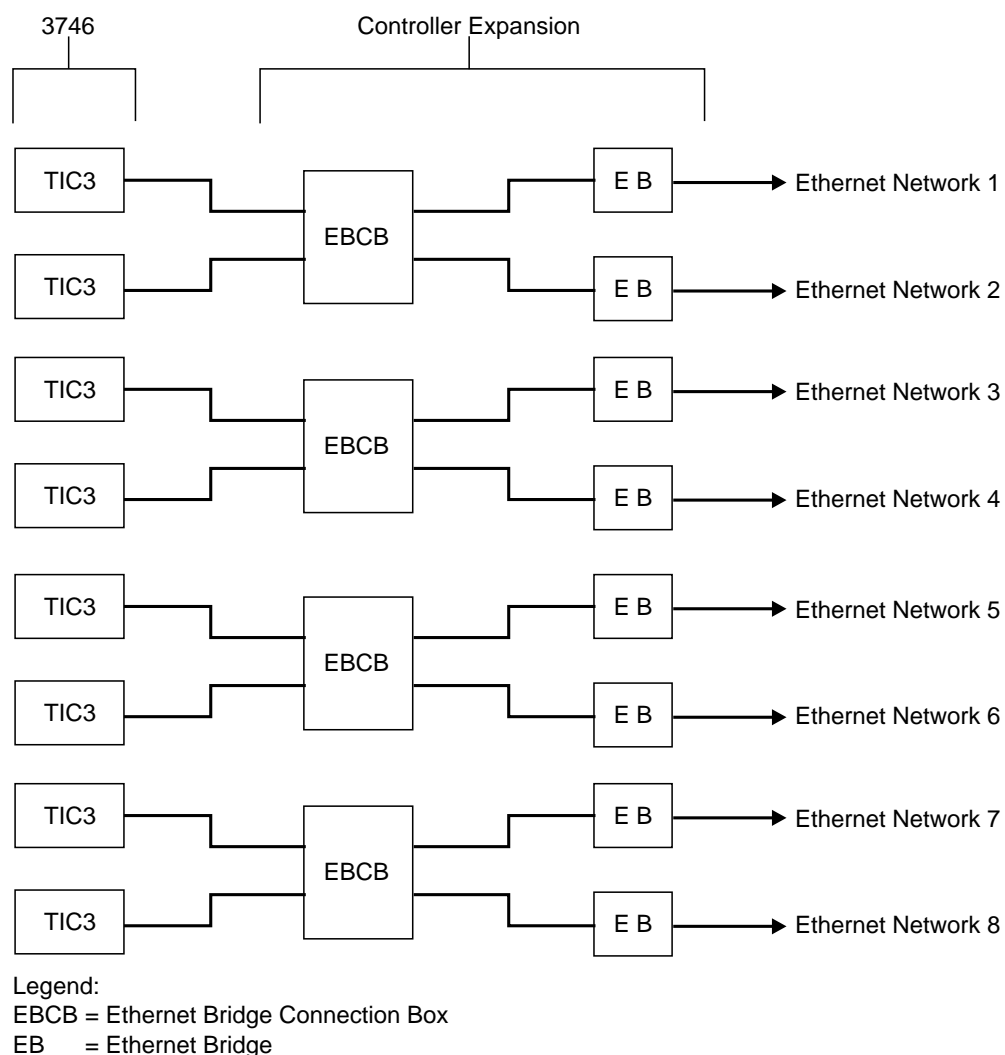 3746 Controller Expansion
TIC3 E B Ethernet Network 1
EBCB
TIC3 E B Ethernet Network 2
TIC3 E B Ethernet Network 3
EBCB
TIC3 E B Ethernet Network 4
TIC3 E B Ethernet Network 5
EBCB
TIC3 E B Ethernet Network 6
TIC3 E B Ethernet Network 7
EBCB
TIC3 E B Ethernet Network 8
Legend:
EBCB = Ethernet Bridge Connection Box
EB = Ethernet Bridge